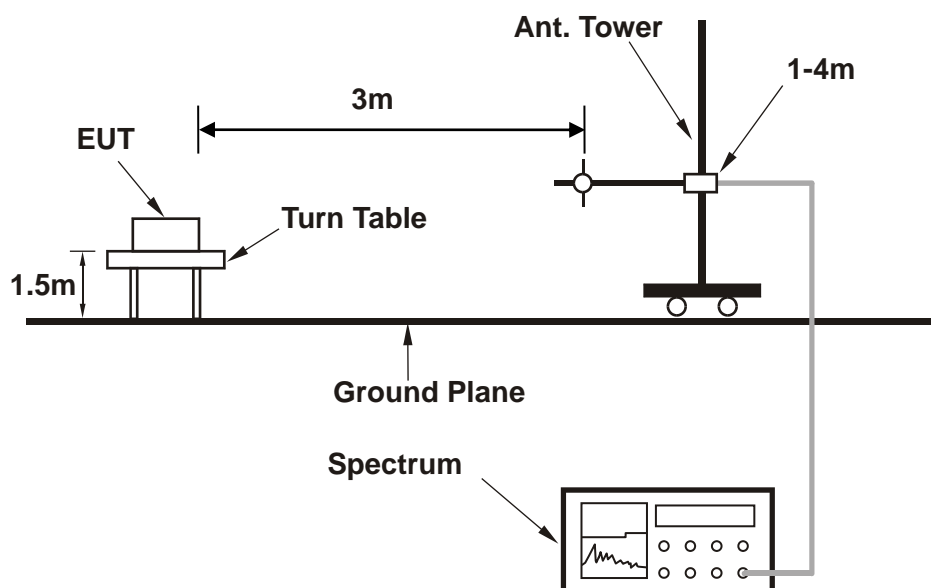 Ant. Tower
1-4m
3m
EUT
Turn Table
1.5m
Ground Plane
Spectrum